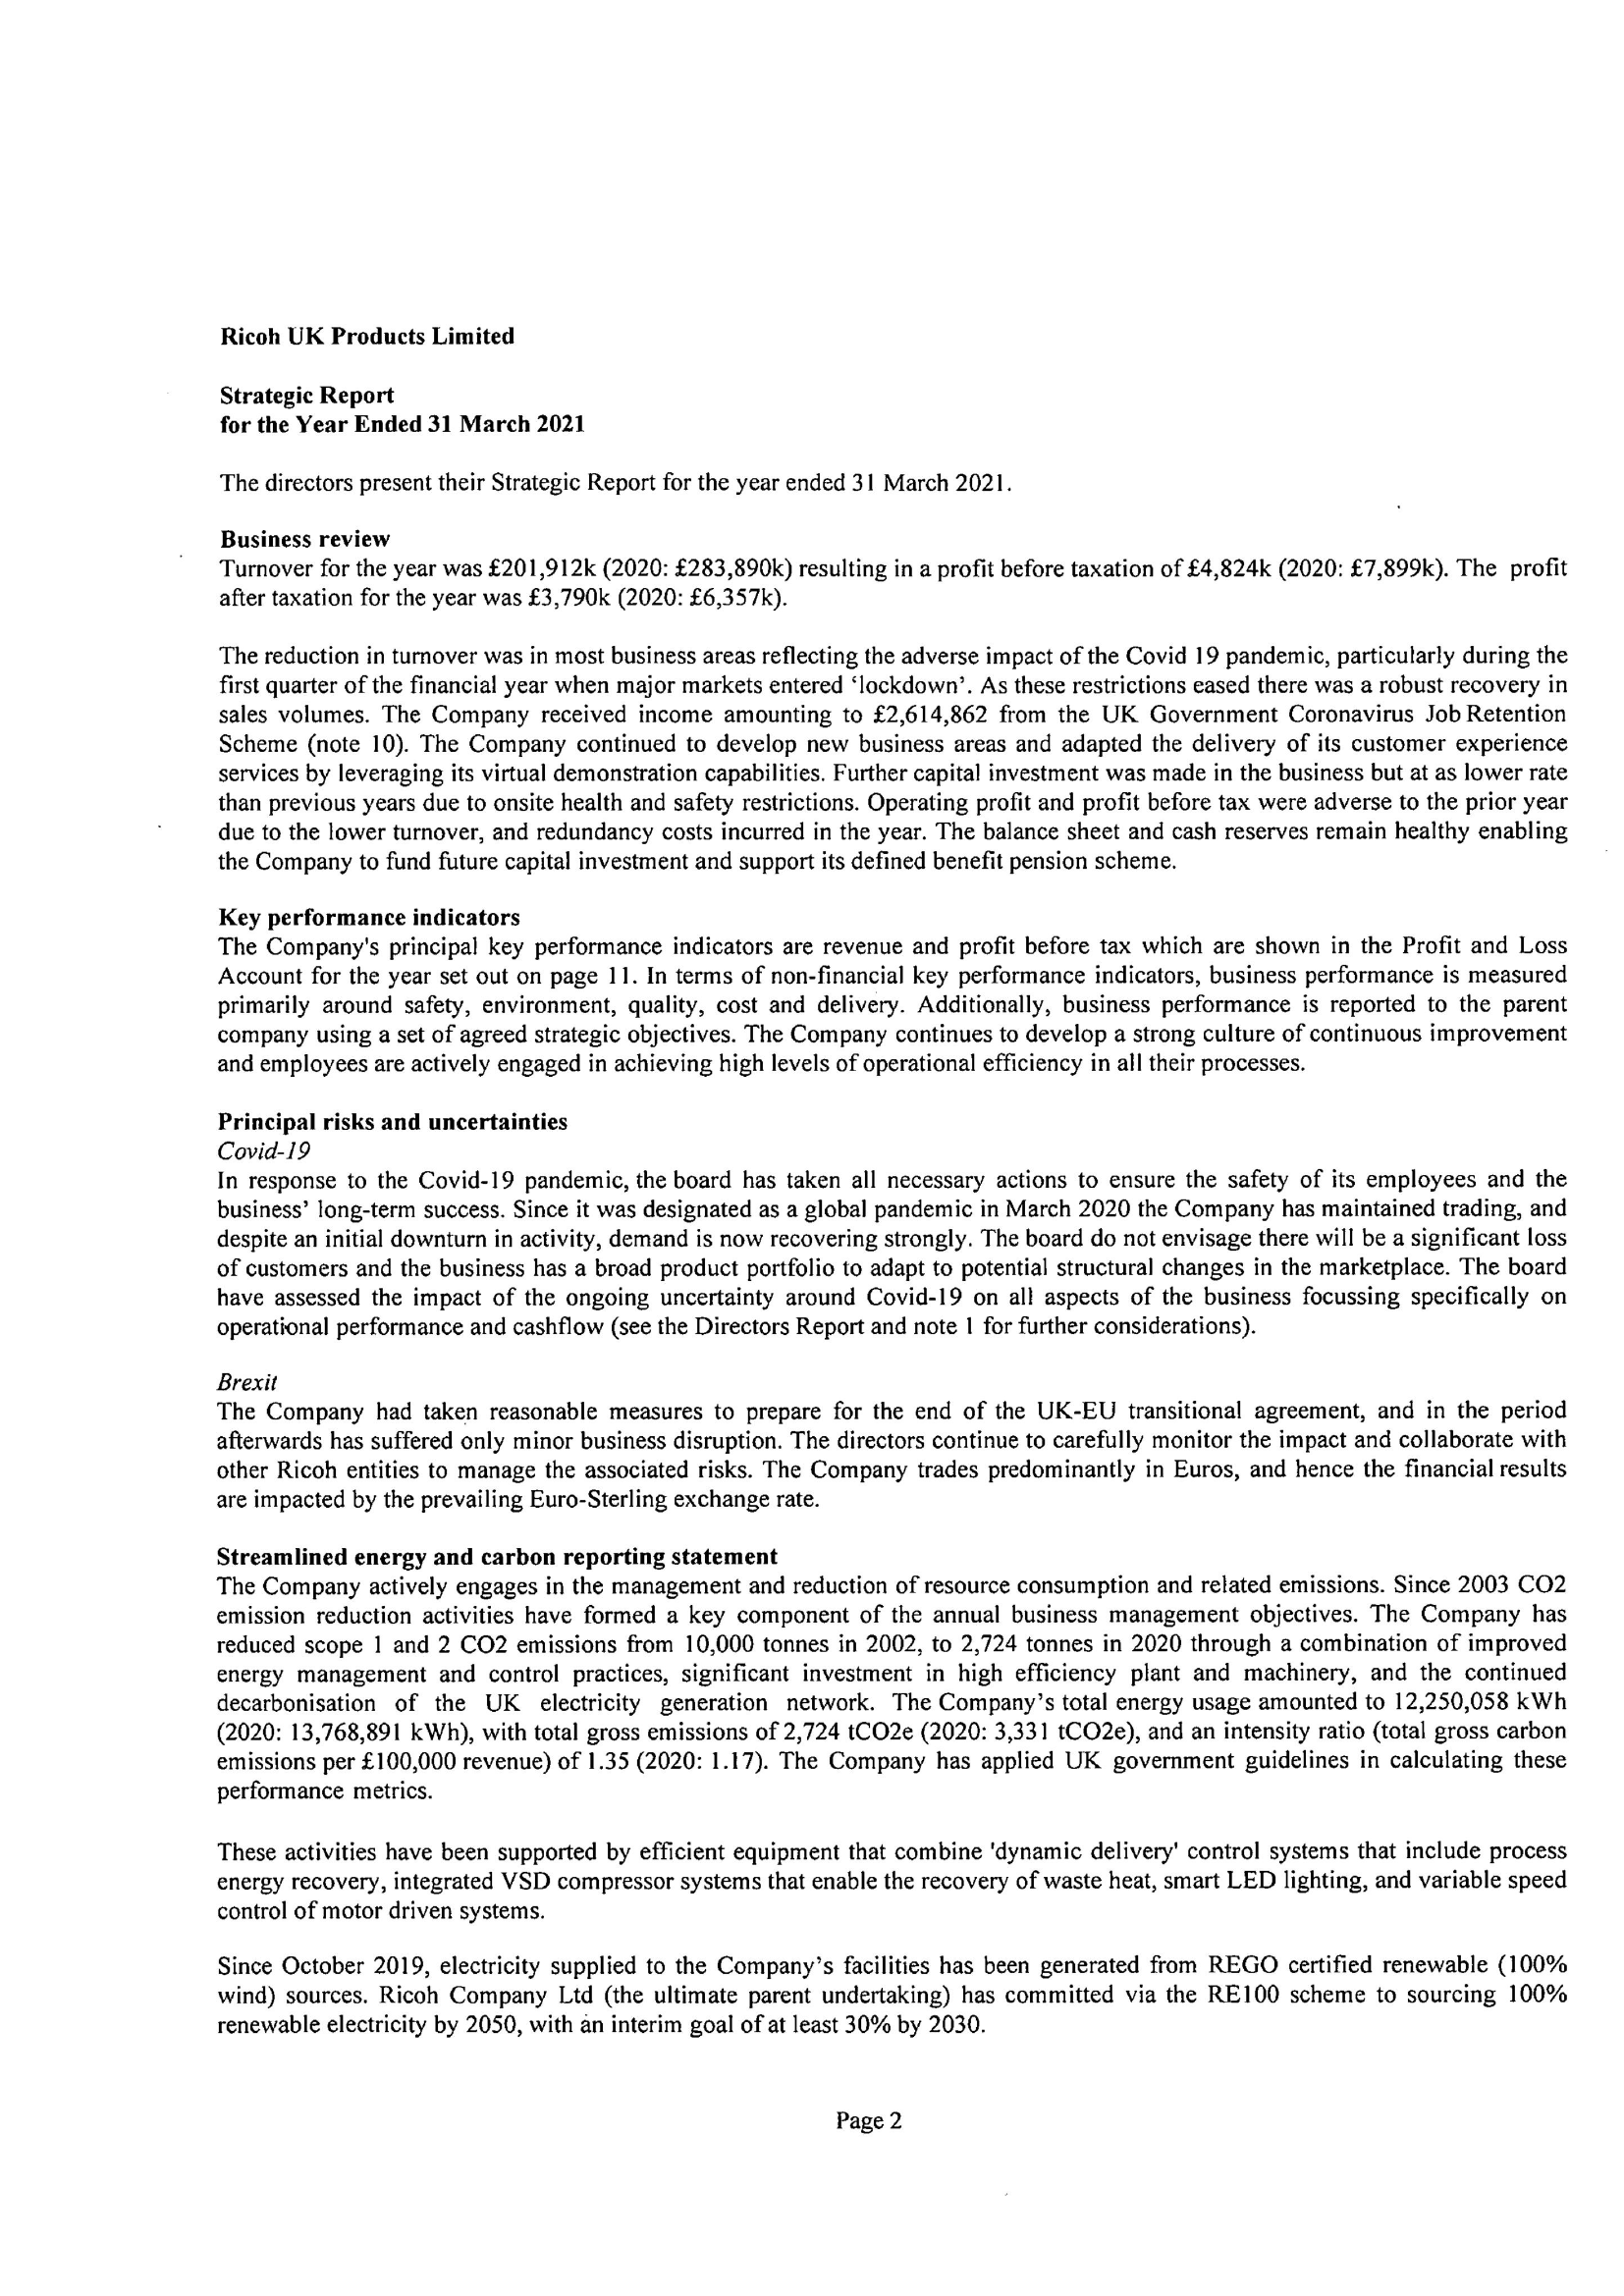 Ricoh UK Products Limited
Strategic Report
for the Year Ended 31 March 2021
The directors present their Strategic Report for the year ended 31 March 2021.
Business review
Turnover for the year was £201,912k (2020: £283,890k) resulting in a profit before taxation of £4,824k (2020: £7,899k). The profit
after taxation for the year was £3,790k (2020: £6,357k).
The reduction in turnover was in most business areas reflecting the adverse impact of the Covid 19 pandemic, particularly during the
first quarter of the financial year when major markets entered ‘lockdown’. As these restrictions eased there was a robust recovery in
sales volumes. The Company received income amounting to £2,614,862 from the UK Government Coronavirus Job Retention
Scheme (note 10). The Company continued to develop new business areas and adapted the delivery of its customer experience
services by leveraging its virtual demonstration capabilities. Further capital investment was made in the business but at as lower rate
than previous years due to onsite health and safety restrictions. Operating profit and profit before tax were adverse to the prior year
due to the lower turnover, and redundancy costs incurred in the year. The balance sheet and cash reserves remain healthy enabling
the Company to fund future capital investment and support its defined benefit pension scheme.
Key performance indicators
The Company's principal key performance indicators are revenue and profit before tax which are shown in the Profit and Loss
Account for the year set out on page 11. In terms of non-financial key performance indicators, business performance is measured
primarily around safety, environment, quality, cost and delivery. Additionally, business performance is reported to the parent
company using a set of agreed strategic objectives. The Company continues to develop a strong culture of continuous improvement
and employees are actively engaged in achieving high levels of operational efficiency in all their processes.
Principal risks and uncertainties
Covid-19
In response to the Covid-19 pandemic, the board has taken all necessary actions to ensure the safety of its employees and the
business’ long-term success. Since it was designated as a global pandemic in March 2020 the Company has maintained trading, and
despite an initial downturn in activity, demand is now recovering strongly. The board do not envisage there will be a significant loss
of customers and the business has a broad product portfolio to adapt to potential structural changes in the marketplace. The board
have assessed the impact of the ongoing uncertainty around Covid-19 on all aspects of the business focussing specifically on
operational performance and cashflow (see the Directors Report and note 1 for further considerations).
Brexit
The Company had taken reasonable measures to prepare for the end of the UK-EU transitional agreement, and in the period
afterwards has suffered only minor business disruption. The directors continue to carefully monitor the impact and collaborate with
other Ricoh entities to manage the associated risks. The Company trades predominantly in Euros, and hence the financial results
are impacted by the prevailing Euro-Sterling exchange rate.
Streamlined energy and carbon reporting statement
The Company actively engages in the management and reduction of resource consumption and related emissions. Since 2003 CO2
emission reduction activities have formed a key component of the annual business management objectives. The Company has
reduced scope 1 and 2 CO2 emissions from 10,000 tonnes in 2002, to 2,724 tonnes in 2020 through a combination of improved
energy management and control practices, significant investment in high efficiency plant and machinery, and the continued
decarbonisation of the UK electricity generation network. The Company’s total energy usage amounted to 12,250,058 kWh
(2020: 13,768,891 kWh), with total gross emissions of 2,724 tCO2e (2020: 3,331 tCO2e), and an intensity ratio (total gross carbon
emissions per £100,000 revenue) of 1.35 (2020: 1.17). The Company has applied UK government guidelines in calculating these
performance metrics.
These activities have been supported by efficient equipment that combine 'dynamic delivery' control systems that include process
energy recovery, integrated VSD compressor systems that enable the recovery of waste heat, smart LED lighting, and variable speed
control of motor driven systems.
Since October 2019, electricity supplied to the Company’s facilities has been generated from REGO certified renewable (100%
wind) sources. Ricoh Company Ltd (the ultimate parent undertaking) has committed via the RE100 scheme to sourcing 100%
renewable electricity by 2050, with an interim goal of at least 30% by 2030.
Page 2